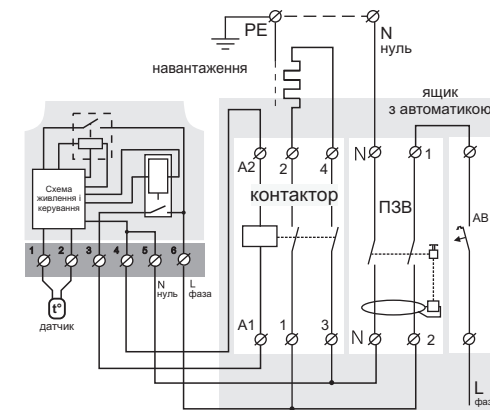 PE
N
нуль
навантаження
ящик
з автоматикою
A2
2
4
N
1
контактор
ПЗВ
АВ
Схема
живлення і
керування
1 2 3 4 5 6
N
нуль
L
фаза
t°
датчик
A1
1
3
N
2
L
фаз